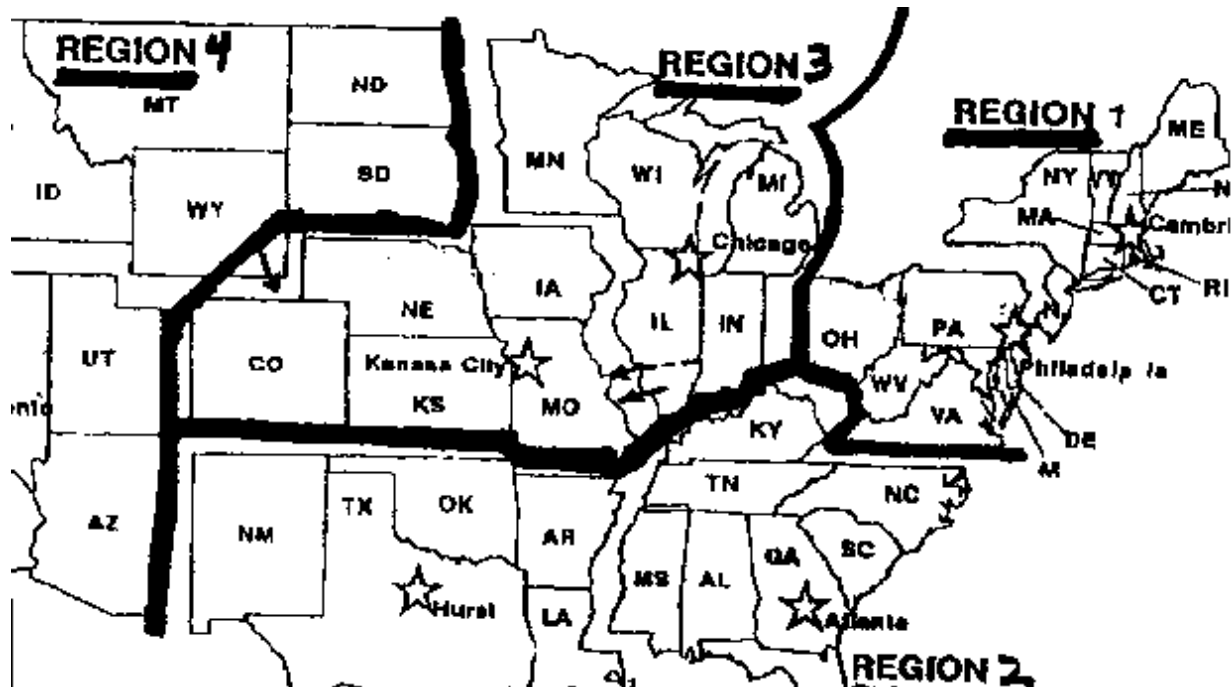 REGION 4
REGION 3
REGION 1
MT
ND
ME
MN
WI
MI
NY
VT
ID
WY
SD
MA
Chicago
RI
CT
IA
NE
IL
IN
OH
PA
UT
CO
Kansas City
WV
KS
MO
VA
DE
KY
TN
NC
AZ
NM
TX
OK
AR
SC
MS
AL
GA
Hurst
LA
Atlanta
REGION 2